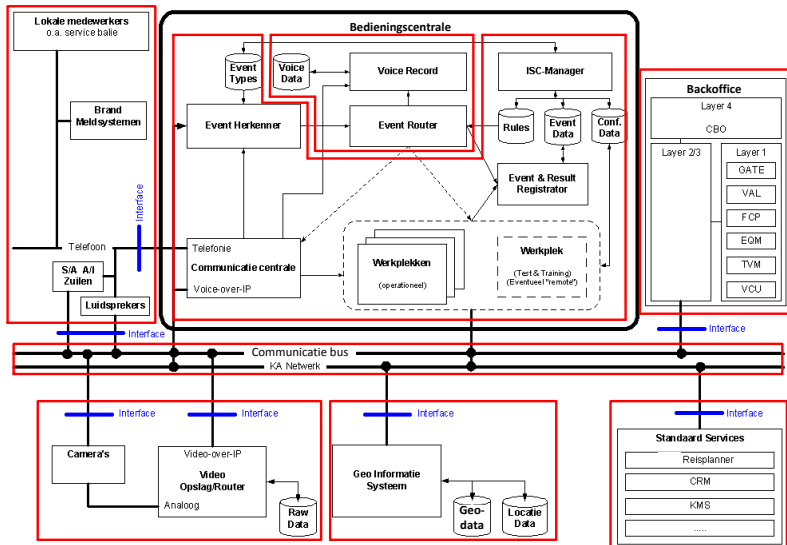 Lokale medewerkers
o.a. service balie
Brand
Meldsystemen
Interface
Telefoon
S/A A/I
Zuilen
Luidsprekers
Interface
Bedieningscentrale
Event
Types
Voice
Data
Voice Record
ISC-Manager
Event Herkenner
Event Router
Rules
Event
Data
Conf.
Data
Event & Result
Registrator
Telefonie
Communicatie centrale
Voice-over-IP
Werkplekken
(operationeel)
Werkplek
(Test & Training)
(Eventueel "remote")
Backoffice
Layer 4
CBO
Layer 2/3
Layer 1
GATE
VAL
FCP
EQM
TVM
VCU
Interface
Communicatie bus
KA Netwerk
Interface
Interface
Camera's
Video-over-IP
Video
Opslag/Router
Analoog
Raw
Data
Interface
Geo Informatie
Systeem
Geo-
data
Locatie
Data
Interface
Standaard Services
Reisplanner
CRM
KMS
.....